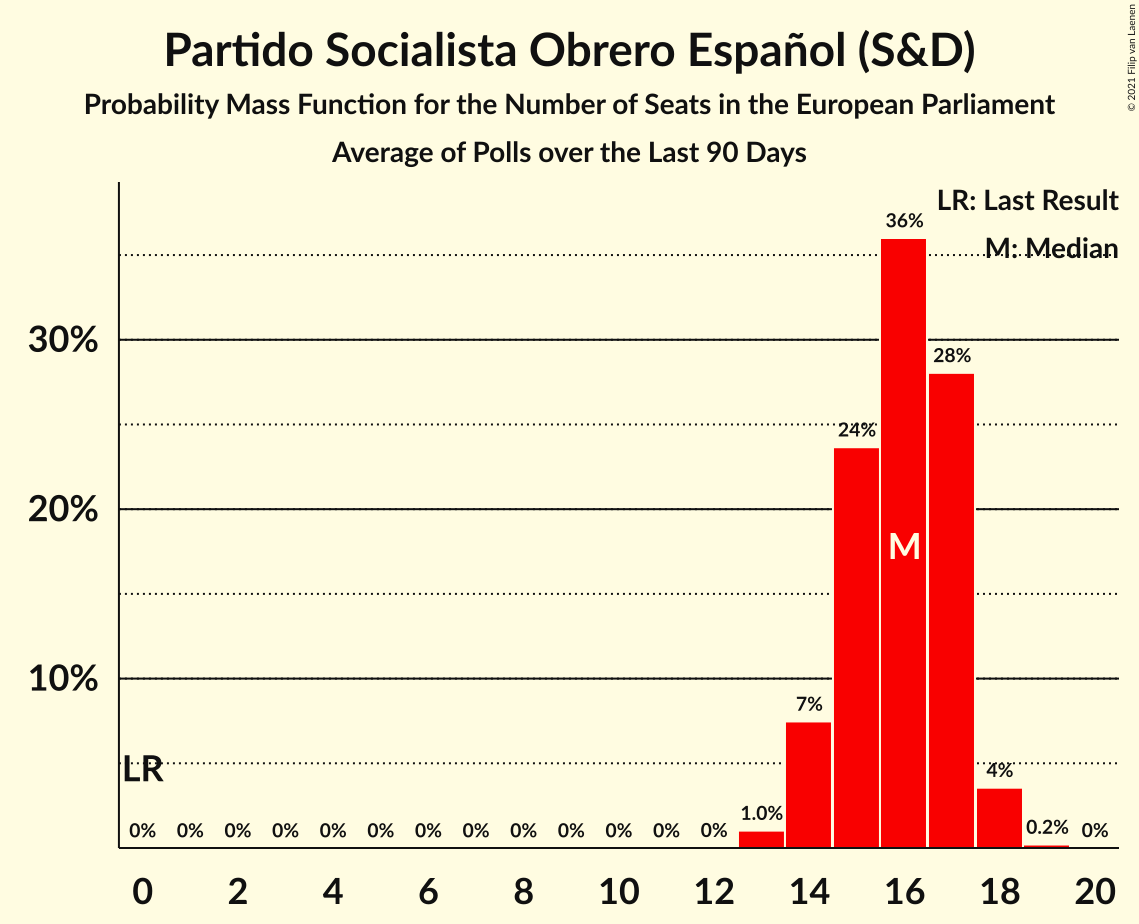 Partido Socialista Obrero Español (S&D)
Probability Mass Function for the Number of Seats in the European Parliament
Average of Polls over the Last 90 Days
© 2021 Filip van Laenen
LR: Last Result
M: Median
36%
30%
28%
24%
20%
M
10%
7%
LR
4%
0% 0% 0% 0% 0% 0% 0% 0% 0% 0% 0% 0% 0% 1.0% 0.2% 0%
0 2 4 6 8 10 12 14 16 18 20